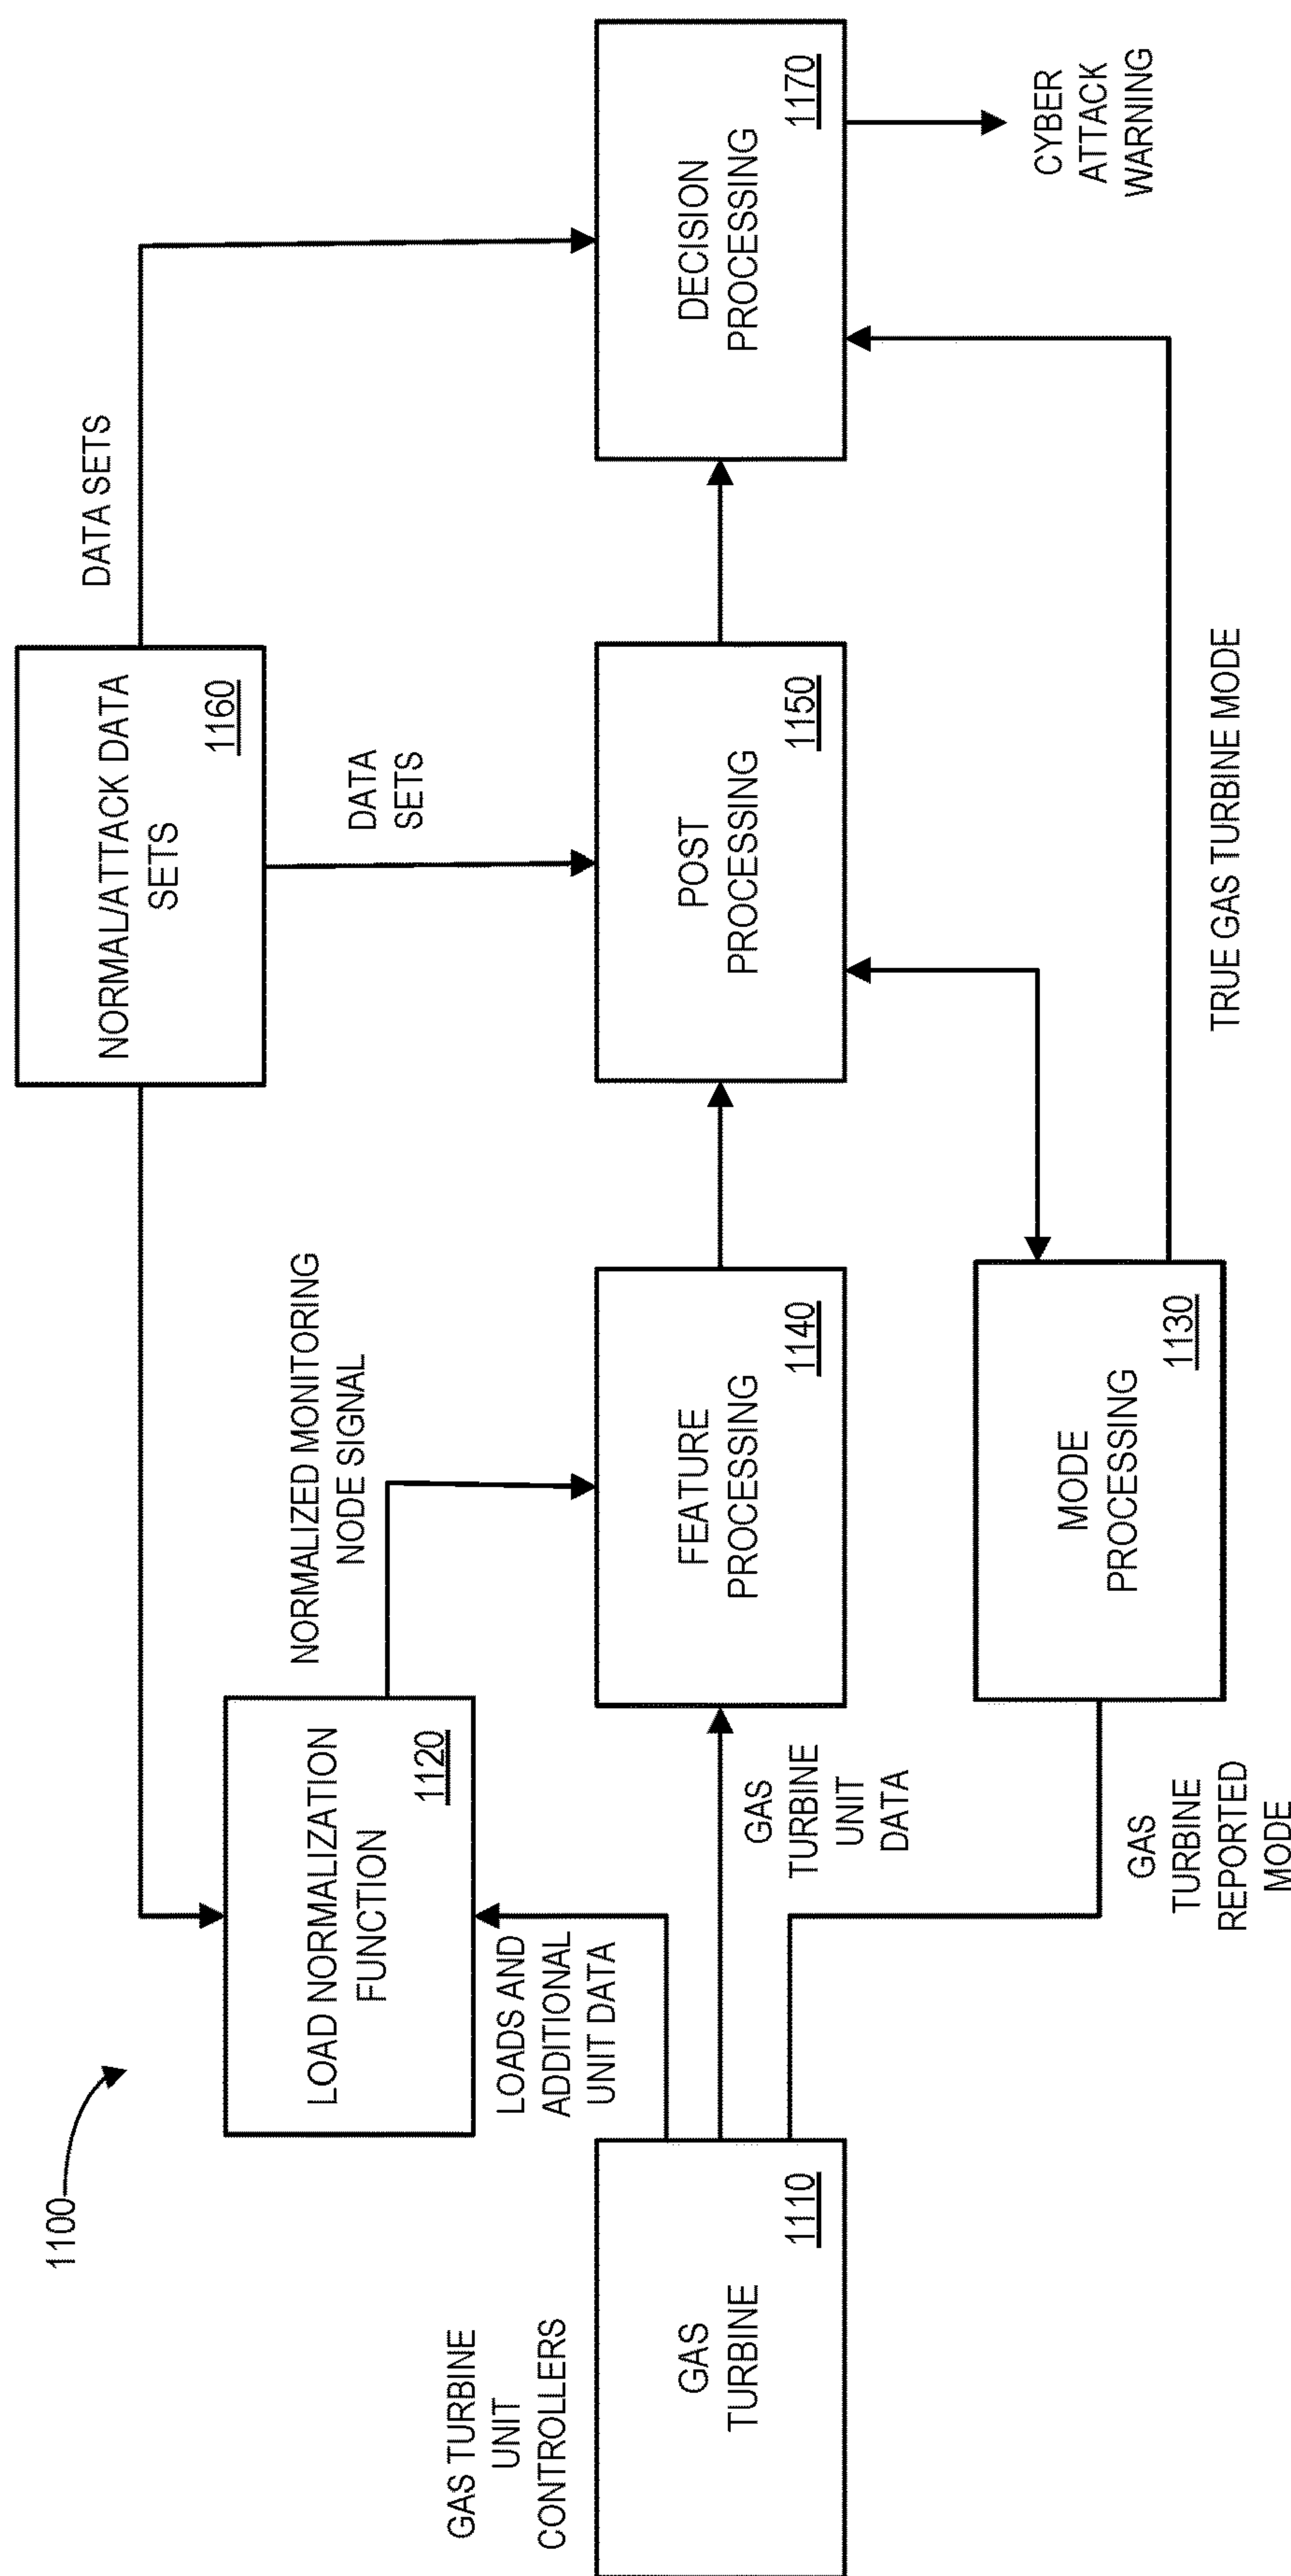 1100
NORMAL/ATTACK DATA
SETS
1160
DATA SETS
DATA
SETS
LOAD NORMALIZATION
FUNCTION
1120
NORMALIZED MONITORING
NODE SIGNAL
LOADS AND
ADDITIONAL
UNIT DATA
GAS TURBINE
UNIT
CONTROLLERS
GAS
TURBINE
1110
GAS
TURBINE
UNIT
DATA
FEATURE
PROCESSING
1140
POST
PROCESSING
1150
DECISION
PROCESSING
1170
CYBER
ATTACK
WARNING
GAS
TURBINE
REPORTED
MODE
MODE
PROCESSING
1130
TRUE GAS TURBINE MODE